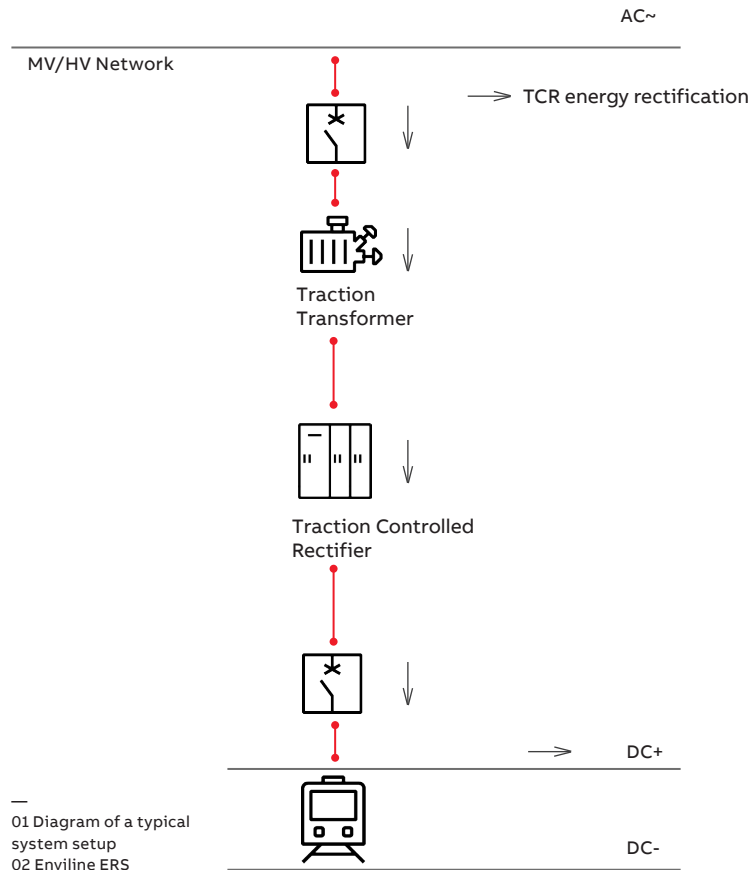 AC~
MV/HV Network
TCR energy rectification
Traction
Transformer
Traction Controlled
Rectifier
DC+
—
01 Diagram of a typical
system setup
02 Enviline ERS
DC-